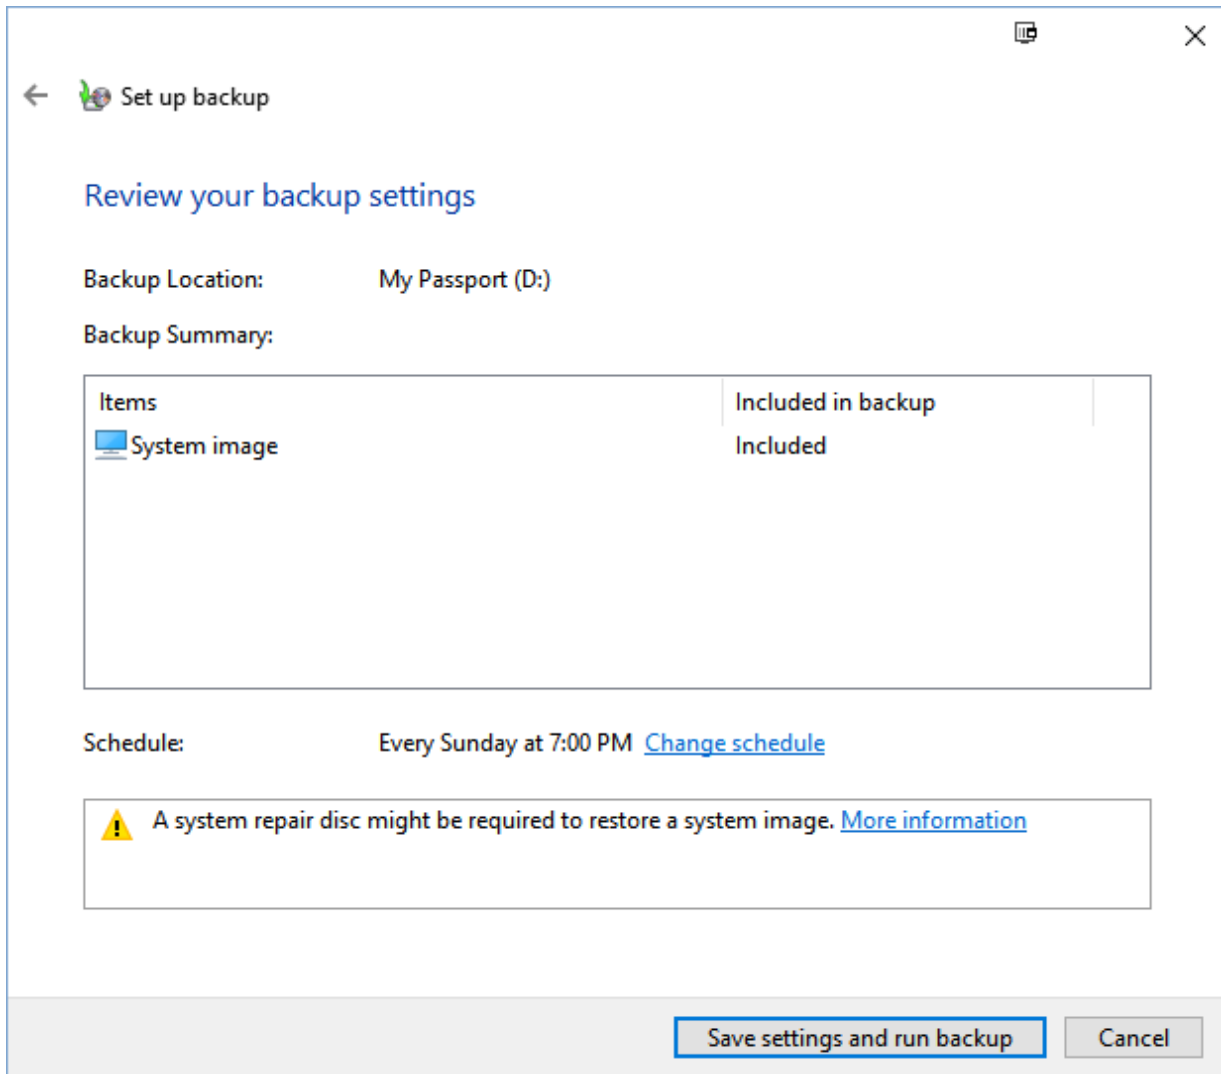 Set up backup
Review your backup settings
Backup Location: My Passport (D:)
Backup Summary:
Items Included in backup
System image Included
Schedule: Every Sunday at 7:00 PM Change schedule
A system repair disc might be required to restore a system image. More information
Save settings and run backup Cancel